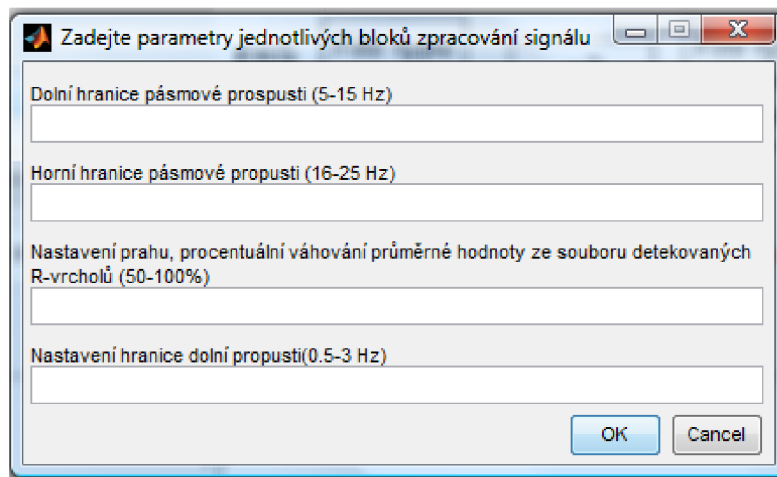 Zadejte parametry jednotlivých bloků zpracování signálu
Dolní hranice pásmové prospusti (5-15 Hz)
Horní hranice pásmové propusti (16-25 Hz)
Nastavení prahu, procentuální váhování průměrné hodnoty ze souboru detekovaných
R-vrcholů (50-100%)
Nastavení hranice dolní propusti(0.5-3 Hz)
OK
Cancel